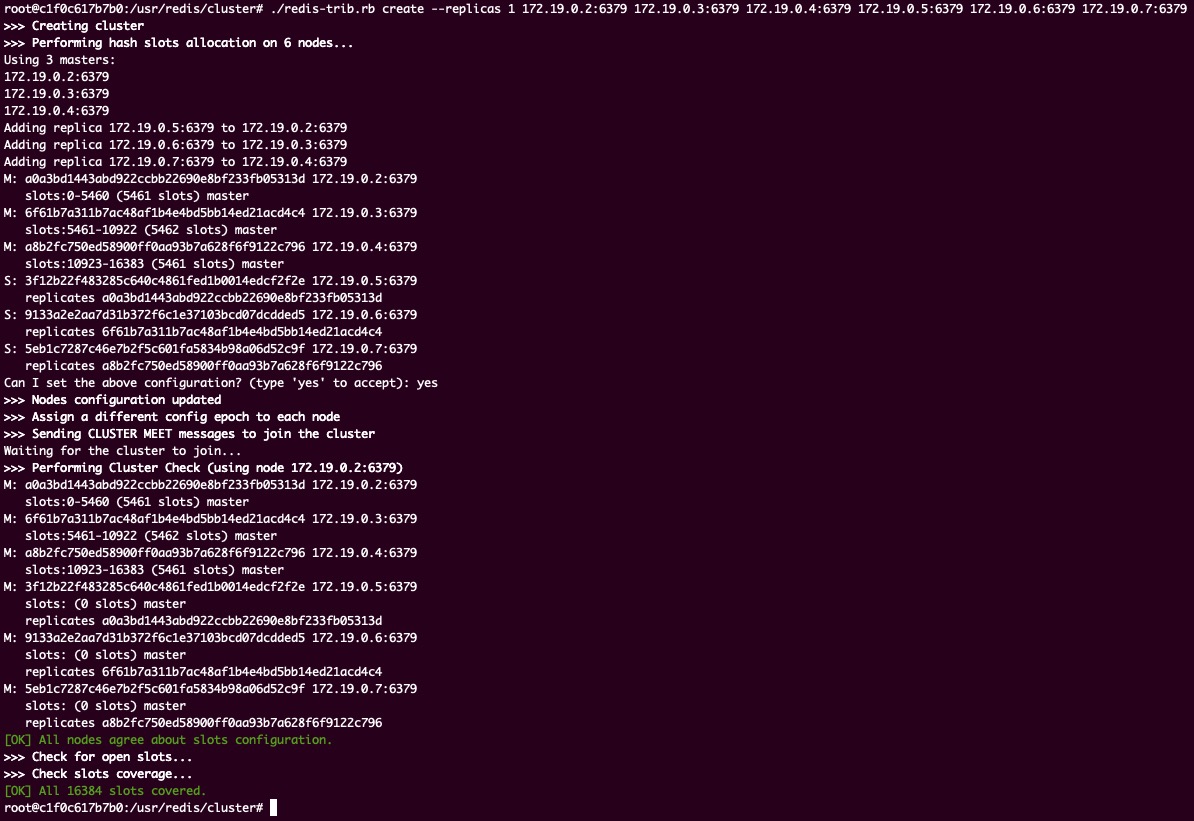 root@c1f0c617b7b0:/usr/redis/cluster# ./redis-trib.rb create --replicas 1 172.19.0.2:6379 172.19.0.3:6379 172.19.0.4:6379 172.19.0.5:6379 172.19.0.6:6379 172.19.0.7:6379
>>> Creating cluster
>>> Performing hash slots allocation on 6 nodes...
Using 3 masters:
172.19.0.2:6379
172.19.0.3:6379
172.19.0.4:6379
Adding replica 172.19.0.5:6379 to 172.19.0.2:6379
Adding replica 172.19.0.6:6379 to 172.19.0.3:6379
Adding replica 172.19.0.7:6379 to 172.19.0.4:6379
M: a0a3bd1443abd922ccbb22690e8bf233fb05313d 172.19.0.2:6379
   slots:0-5460 (5461 slots) master
M: 6f61b7a311b7ac48af1b4e4bd5bb14ed21acd4c4 172.19.0.3:6379
   slots:5461-10922 (5462 slots) master
M: a8b2fc750ed58900ff0aa93b7a628f6f9122c796 172.19.0.4:6379
   slots:10923-16383 (5461 slots) master
S: 3f12b22f483285c640c4861fed1b0014edcf2f2e 172.19.0.5:6379
   replicates a0a3bd1443abd922ccbb22690e8bf233fb05313d
S: 9133a2e2aa7d31b372f6c1e37103bcd07dcdded5 172.19.0.6:6379
   replicates 6f61b7a311b7ac48af1b4e4bd5bb14ed21acd4c4
S: 5eb1c7287c46e7b2f5c601fa5834b98a06d52c9f 172.19.0.7:6379
   replicates a8b2fc750ed58900ff0aa93b7a628f6f9122c796
Can I set the above configuration? (type 'yes' to accept): yes
>>> Nodes configuration updated
>>> Assign a different config epoch to each node
>>> Sending CLUSTER MEET messages to join the cluster
Waiting for the cluster to join...
>>> Performing Cluster Check (using node 172.19.0.2:6379)
M: a0a3bd1443abd922ccbb22690e8bf233fb05313d 172.19.0.2:6379
   slots:0-5460 (5461 slots) master
M: 6f61b7a311b7ac48af1b4e4bd5bb14ed21acd4c4 172.19.0.3:6379
   slots:5461-10922 (5462 slots) master
M: a8b2fc750ed58900ff0aa93b7a628f6f9122c796 172.19.0.4:6379
   slots:10923-16383 (5461 slots) master
M: 3f12b22f483285c640c4861fed1b0014edcf2f2e 172.19.0.5:6379
   slots: (0 slots) master
   replicates a0a3bd1443abd922ccbb22690e8bf233fb05313d
M: 9133a2e2aa7d31b372f6c1e37103bcd07dcdded5 172.19.0.6:6379
   slots: (0 slots) master
   replicates 6f61b7a311b7ac48af1b4e4bd5bb14ed21acd4c4
M: 5eb1c7287c46e7b2f5c601fa5834b98a06d52c9f 172.19.0.7:6379
   slots: (0 slots) master
   replicates a8b2fc750ed58900ff0aa93b7a628f6f9122c796
[OK] All nodes agree about slots configuration.
>>> Check for open slots...
>>> Check slots coverage...
[OK] All 16384 slots covered.
root@c1f0c617b7b0:/usr/redis/cluster#